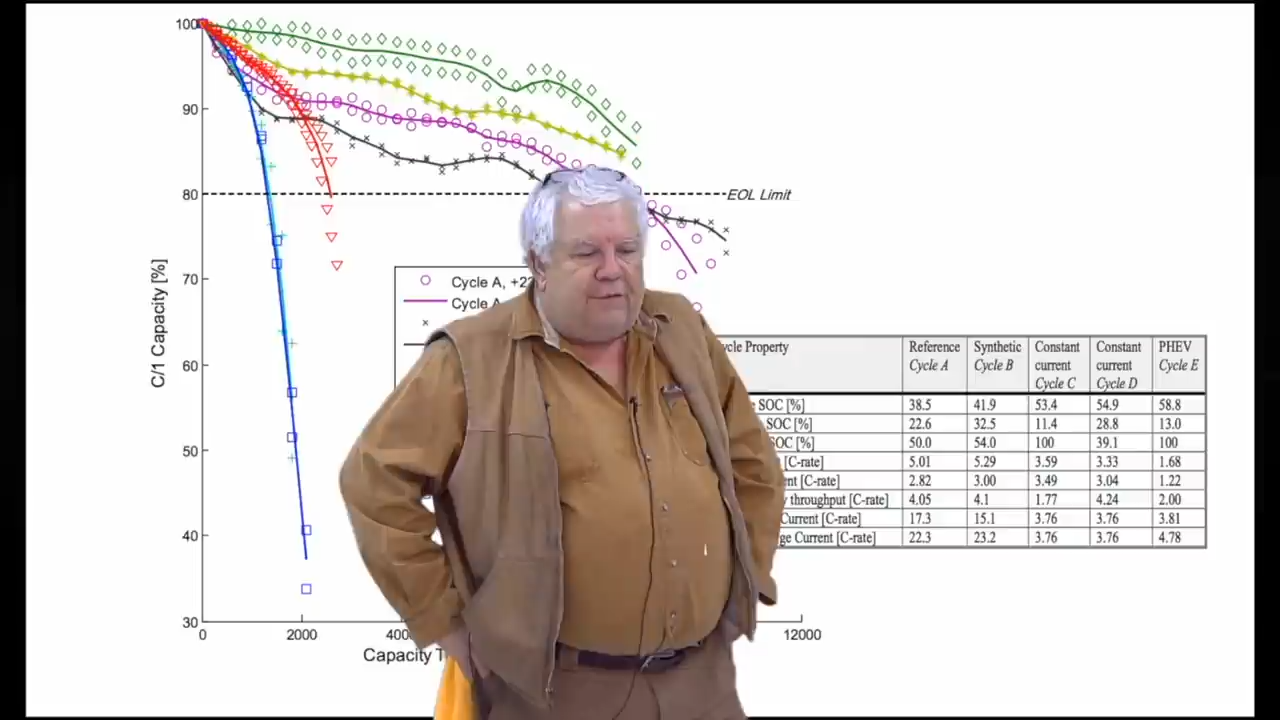 100
90
80
70
60
50
40
30
C/1 Capacity [%]
0
2000
12000
Capacity
EOL Limit
Cycle A,
Cycle
Property
Reference
Cycle A
Synthetic
Cycle B
Constant
current
Cycle C
Constant
current
Cycle D
PHEV
Cycle E
SOC [%] 38.5 41.9 53.4 54.9 58.8
SOC [%] 22.6 32.5 11.4 28.8 13.0
SOC [%] 50.0 54.0 100 39.1 100
[C-rate] 5.01 5.29 3.59 3.33 1.68
[C-rate] 2.82 3.00 3.49 3.04 1.22
throughput [C-rate] 4.05 4.1 1.77 4.24 2.00
Current [C-rate] 17.3 15.1 3.76 3.76 3.81
Current [C-rate] 22.3 23.2 3.76 3.76 4.78